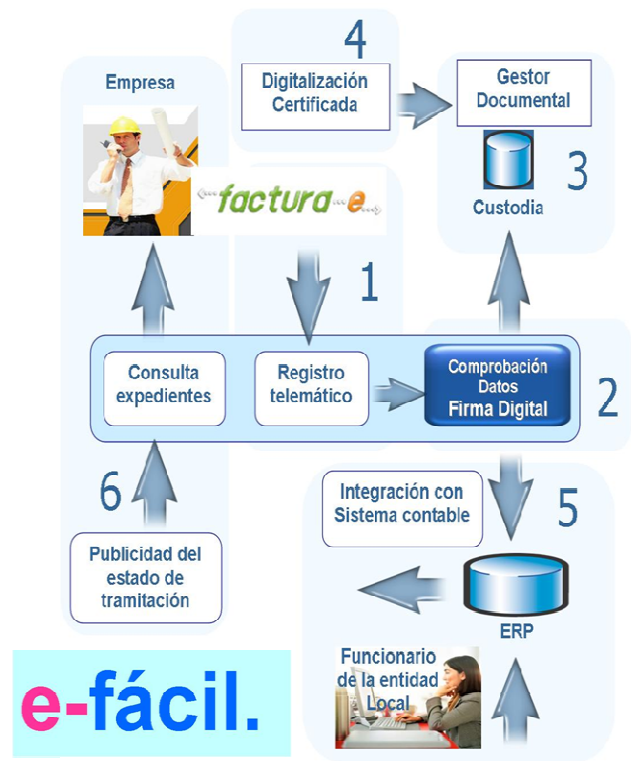 4
Empresa
Digitalización
Certificada
Gestor
Documental
3
Custodia
factura e
1
Consulta
expedientes
Registro
telemático
Comprobación
Datos
Firma Digital
2
6
Integración con
Sistema contable
5
Publicidad del
estado de
tramitación
ERP
Funcionario
de la entidad
Local
e-fácil.